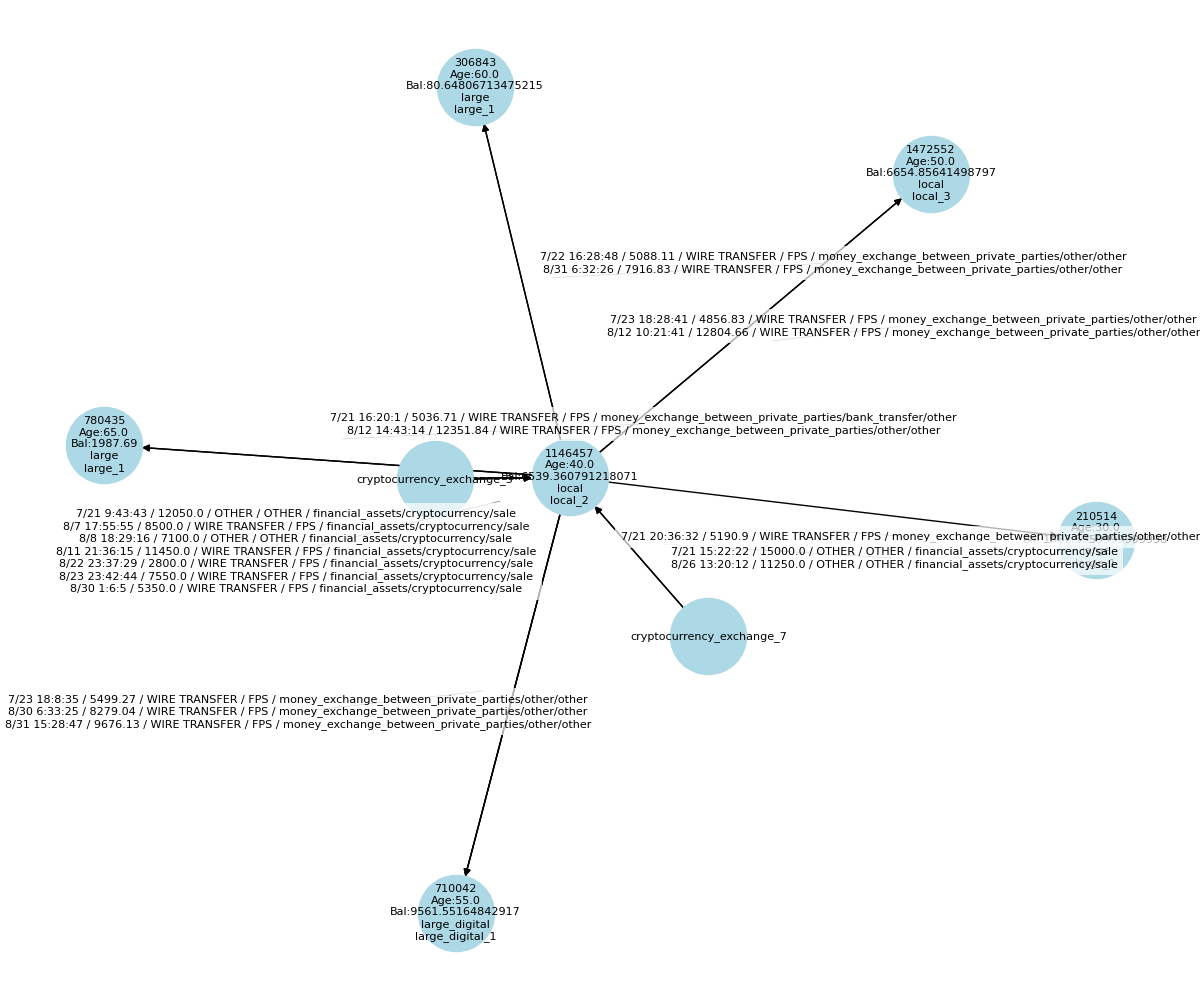 306843
Age:60.0
Bal:80.64806713475215
large
large_1
1472552
Age:50.0
Bal:6654.85641498797
local
local_3
7/22 16:28:48 / 5088.11 / WIRE TRANSFER / FPS / money_exchange_between_private_parties/other/other
8/31 6:32:26 / 7916.83 / WIRE TRANSFER / FPS / money_exchange_between_private_parties/other/other
7/23 18:28:41 / 4856.83 / WIRE TRANSFER / FPS / money_exchange_between_private_parties/other/other
8/12 10:21:41 / 12804.66 / WIRE TRANSFER / FPS / money_exchange_between_private_parties/other/other
7/21 16:20:1 / 5036.71 / WIRE TRANSFER / FPS / money_exchange_between_private_parties/bank_transfer/other
8/12 14:43:14 / 12351.84 / WIRE TRANSFER / FPS / money_exchange_between_private_parties/other/other
780435
Age:65.0
Bal:1987.69
large
large_1
1146457
Age:40.0
local
local_2
7/21 9:43:43 / 12050.0 / OTHER / OTHER / financial_assets/cryptocurrency/sale
8/7 17:55:55 / 8500.0 / WIRE TRANSFER / FPS / financial_assets/cryptocurrency/sale
8/8 18:29:16 / 7100.0 / OTHER / OTHER / financial_assets/cryptocurrency/sale
8/11 21:36:15 / 11450.0 / WIRE TRANSFER / FPS / financial_assets/cryptocurrency/sale
8/22 23:37:29 / 2800.0 / WIRE TRANSFER / FPS / financial_assets/cryptocurrency/sale
8/23 23:42:44 / 7550.0 / WIRE TRANSFER / FPS / financial_assets/cryptocurrency/sale
8/30 1:6:5 / 5350.0 / WIRE TRANSFER / FPS / financial_assets/cryptocurrency/sale
210514
Age:30.0
7/21 20:36:32 / 5190.9 / WIRE TRANSFER / FPS / money_exchange_between_private_parties/other/other
7/21 15:22:22 / 15000.0 / OTHER / OTHER / financial_assets/cryptocurrency/sale
8/26 13:20:12 / 11250.0 / OTHER / OTHER / financial_assets/cryptocurrency/sale
cryptocurrency_exchange_7
7/23 18:8:35 / 5499.27 / WIRE TRANSFER / FPS / money_exchange_between_private_parties/other/other
8/30 6:33:25 / 8279.04 / WIRE TRANSFER / FPS / money_exchange_between_private_parties/other/other
8/31 15:28:47 / 9676.13 / WIRE TRANSFER / FPS / money_exchange_between_private_parties/other/other
710042
Age:55.0
Bal:9561.55164842917
large_digital
large_digital_1